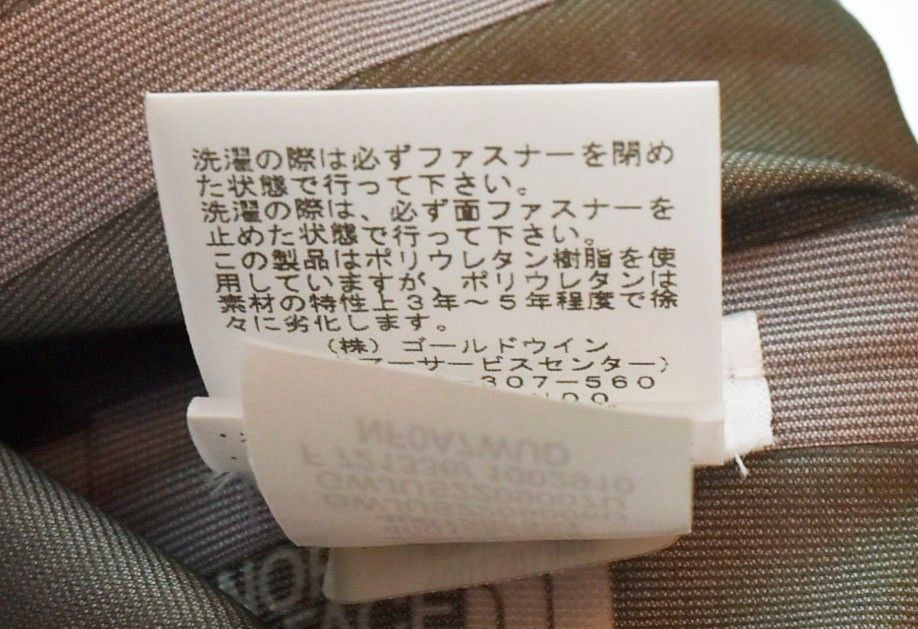 洗濯の際は必ずファスナーを閉め
た状態で行って下さい。
洗濯の際は、必ず面ファスナーを
止めた状態で行って下さい。
この製品はポリウレタン樹脂を使
用していますが、ポリウレタンは
素材の特性上3年〜5年程度で徐
々に劣化します。
(株)ゴールドウイン
サービスセンター)
-307-560
NF0A7WUD